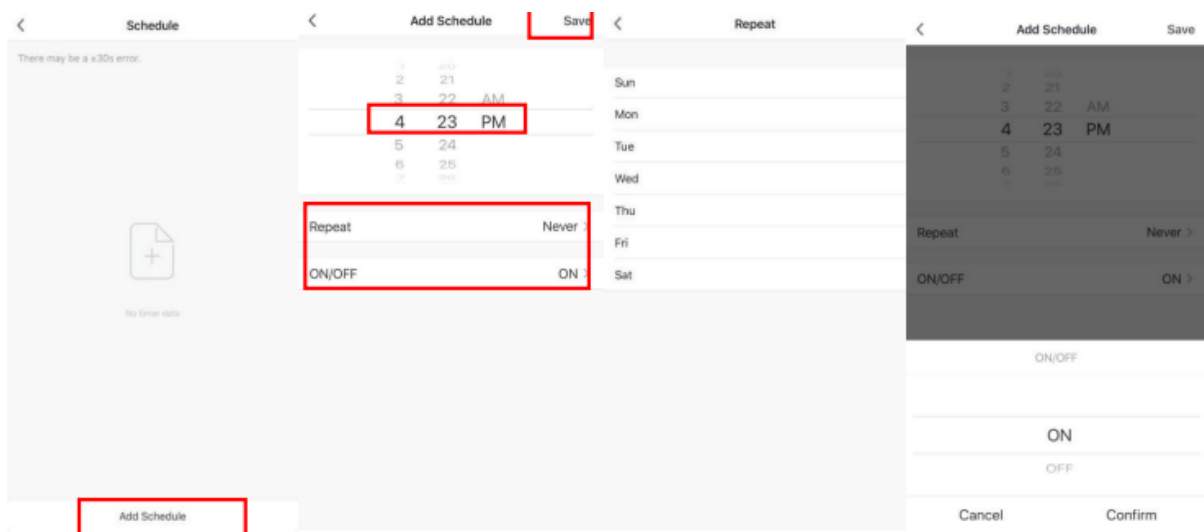 Schedule
There may be a ±30s error.
No timer data
Add Schedule
Add Schedule
Save
2 21
3 22 AM
4 23 PM
5 24
6 25
Repeat
Never >
ON/OFF
ON >
Repeat
Sun
Mon
Tue
Wed
Thu
Fri
Sat
Add Schedule
Save
2 21
3 22 AM
4 23 PM
5 24
6 25
Repeat
Never >
ON/OFF
ON >
ON/OFF
ON
OFF
Cancel
Confirm